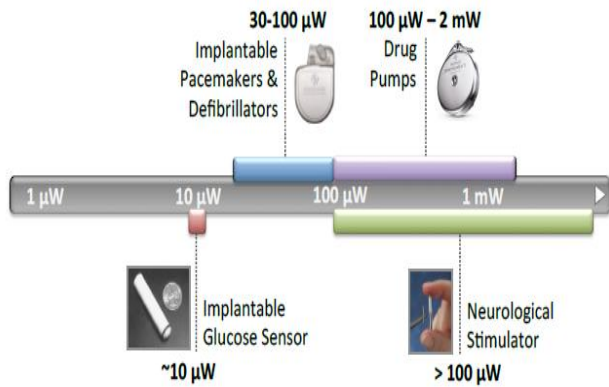 30-100 µW
Implantable
Pacemakers &
Defibrillators
100 µW – 2 mW
Drug
Pumps
1 µW
10 µW
100 µW
1 mW
Implantable
Glucose Sensor
~10 µW
Neurological
Stimulator
> 100 µW